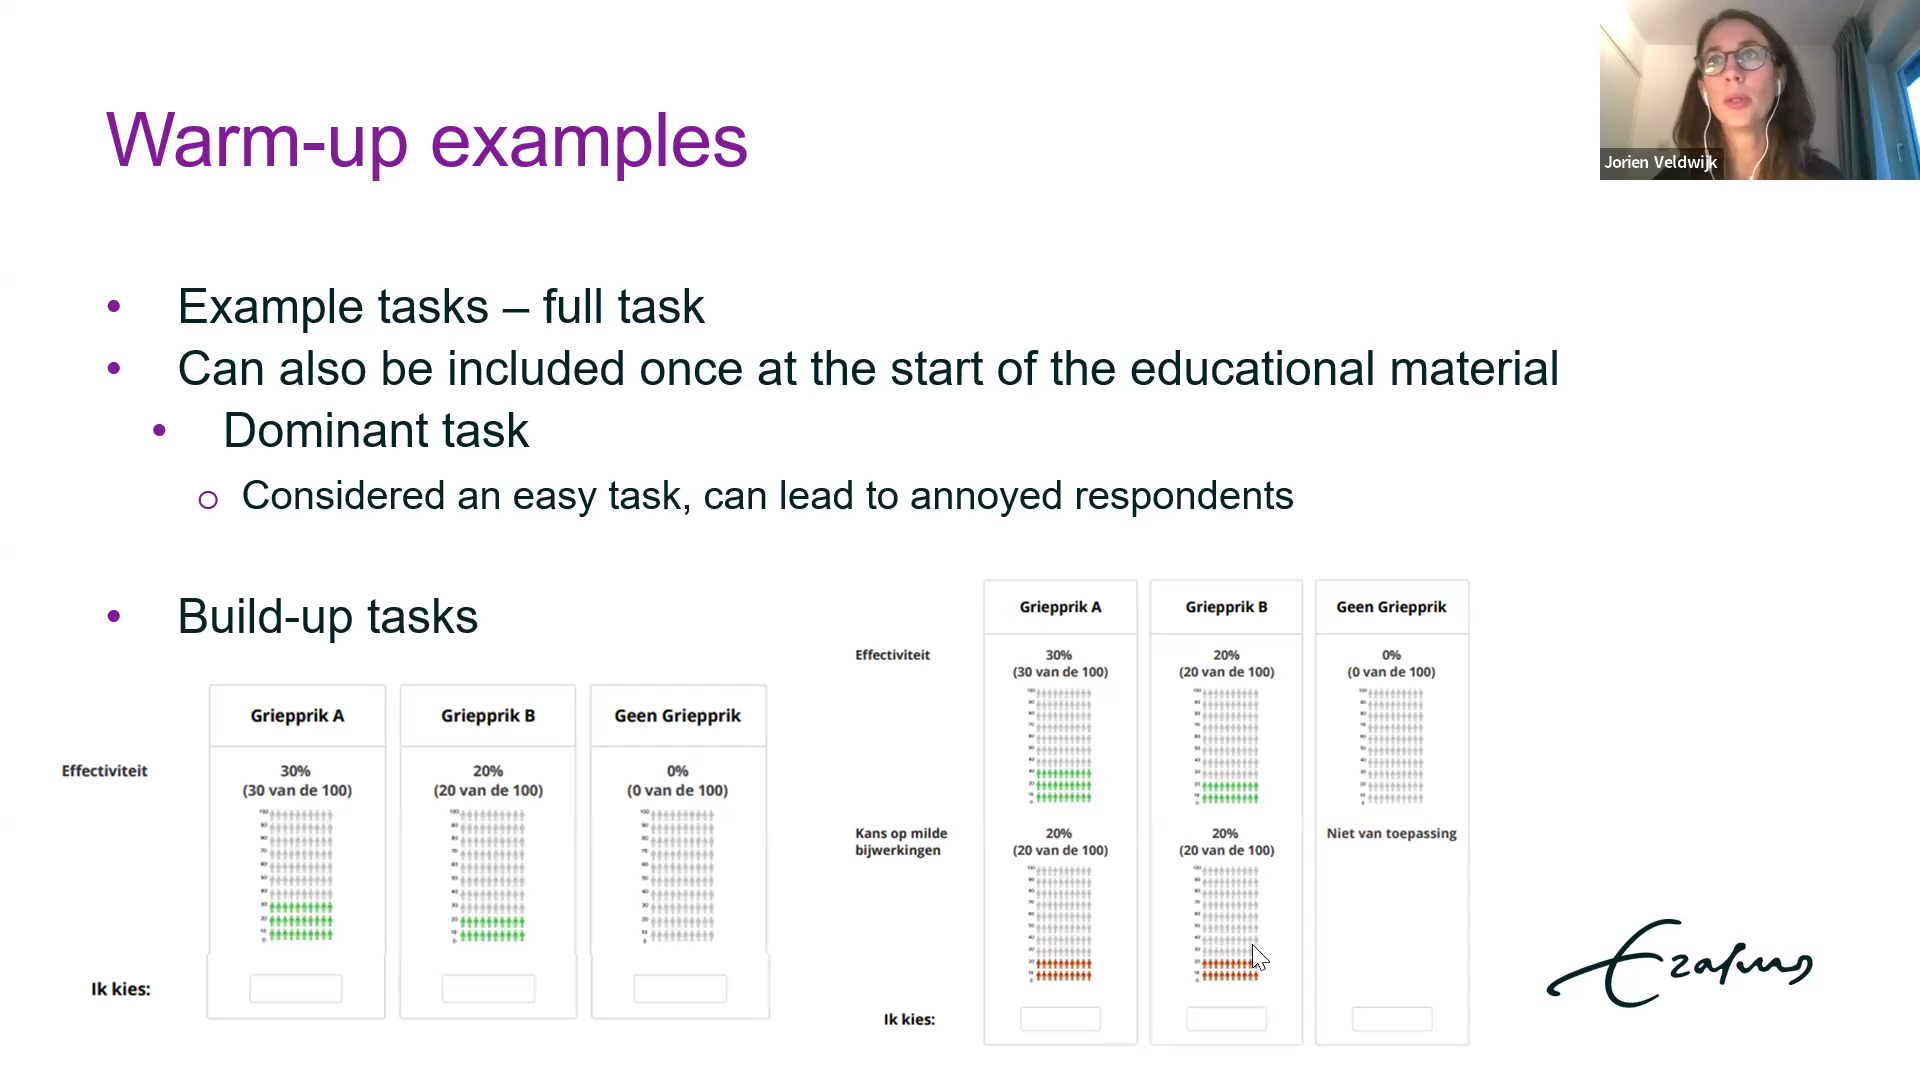 Jorien Veldwijk
Warm-up examples
• Example tasks – full task
• Can also be included once at the start of the educational material
• Dominant task
o Considered an easy task, can lead to annoyed respondents
• Build-up tasks
Griepprik A Griepprik B Geen Griepprik
Effectiviteit 30% 20% 0%
(30 van de 100) (20 van de 100) (0 van de 100)
Ik kies:
Griepprik A Griepprik B Geen Griepprik
Effectiviteit 30% 20% 0%
(30 van de 100) (20 van de 100) (0 van de 100)
Kans op milde 20% 20% Niet van toepassing
bijwerkingen (20 van de 100) (20 van de 100)
Ik kies:
Erasmus